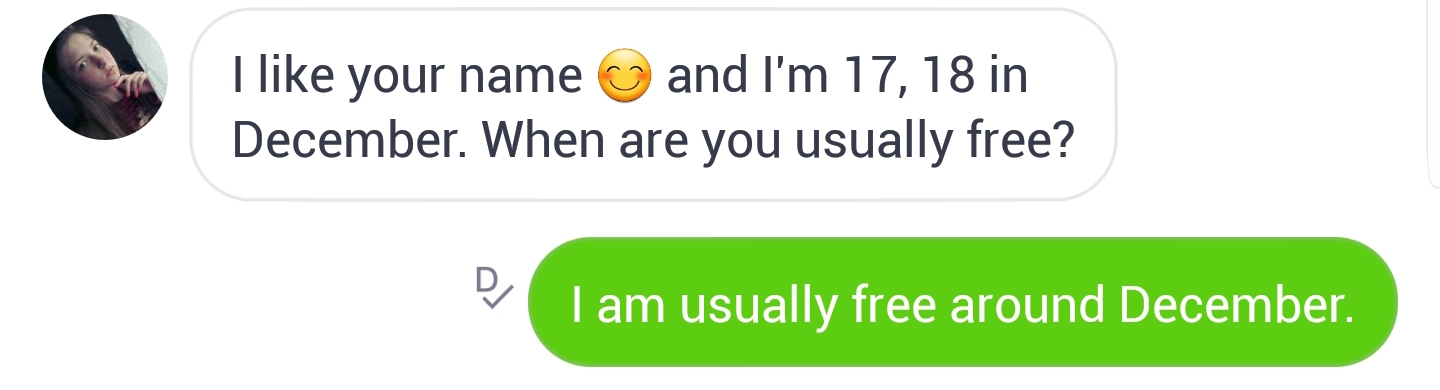 I like your name 😊 and I'm 17, 18 in
December. When are you usually free?
D
I am usually free around December.